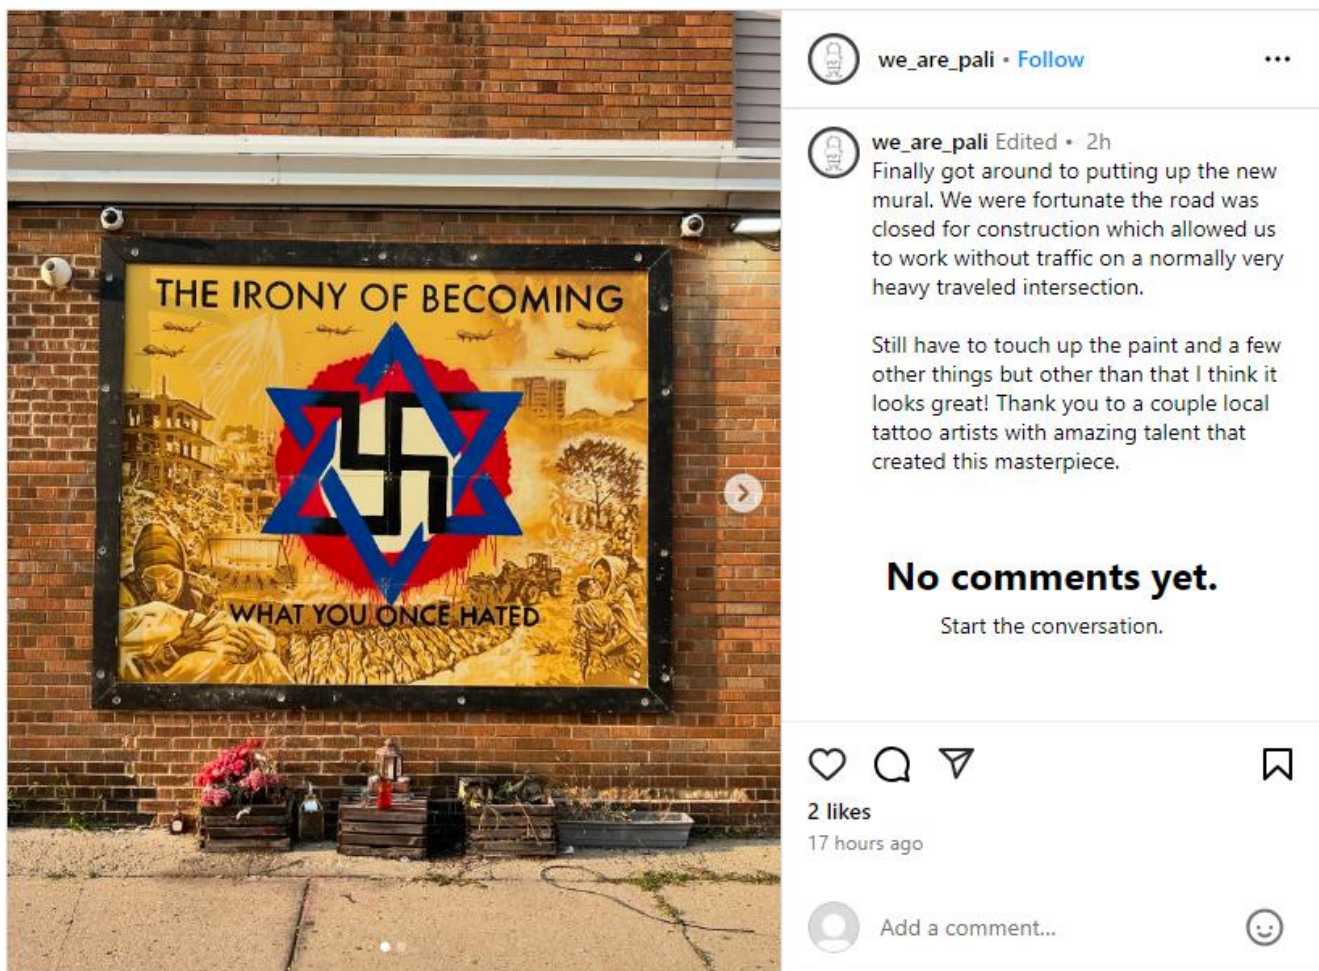 THE IRONY OF BECOMING
WHAT YOU ONCE HATED
we_are_pali • Follow
we_are_pali Edited • 2h
Finally got around to putting up the new
mural. We were fortunate the road was
closed for construction which allowed us
to work without traffic on a normally very
heavy traveled intersection.
Still have to touch up the paint and a few
other things but other than that I think it
looks great! Thank you to a couple local
tattoo artists with amazing talent that
created this masterpiece.
No comments yet.
Start the conversation.
2 likes
17 hours ago
Add a comment...